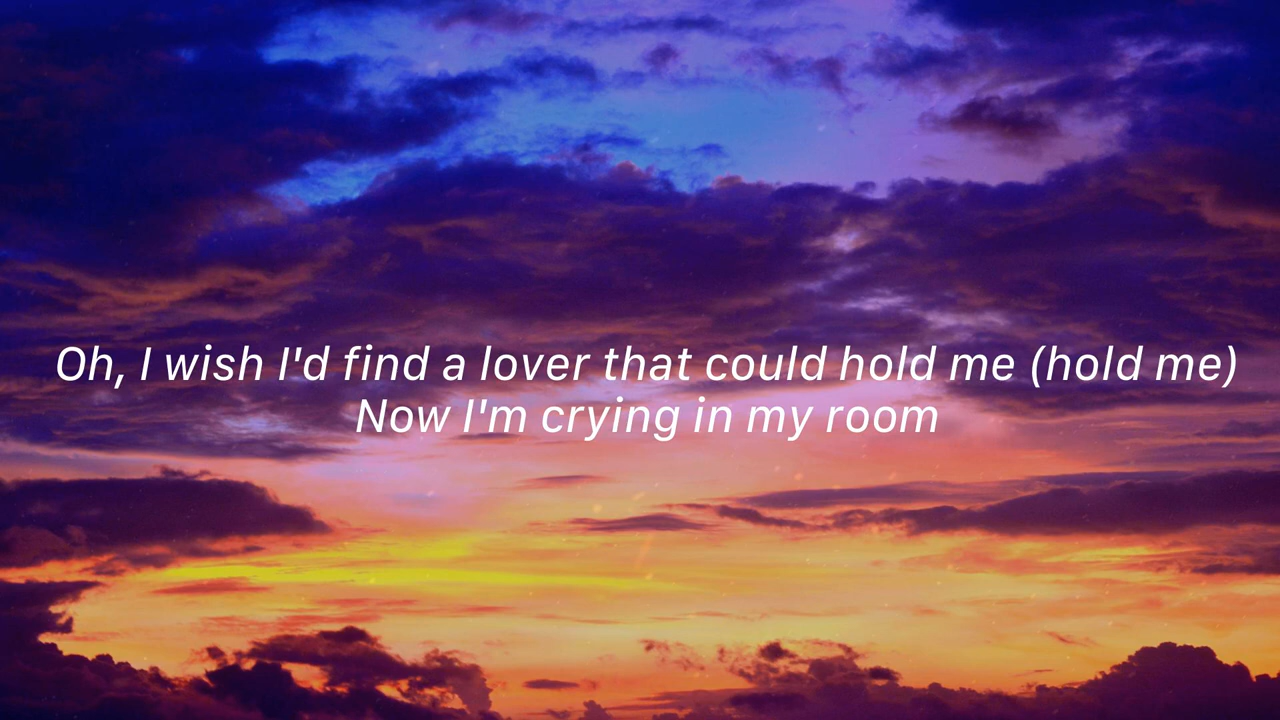 Oh, I wish I'd find a lover that could hold me (hold me)
Now I'm crying in my room